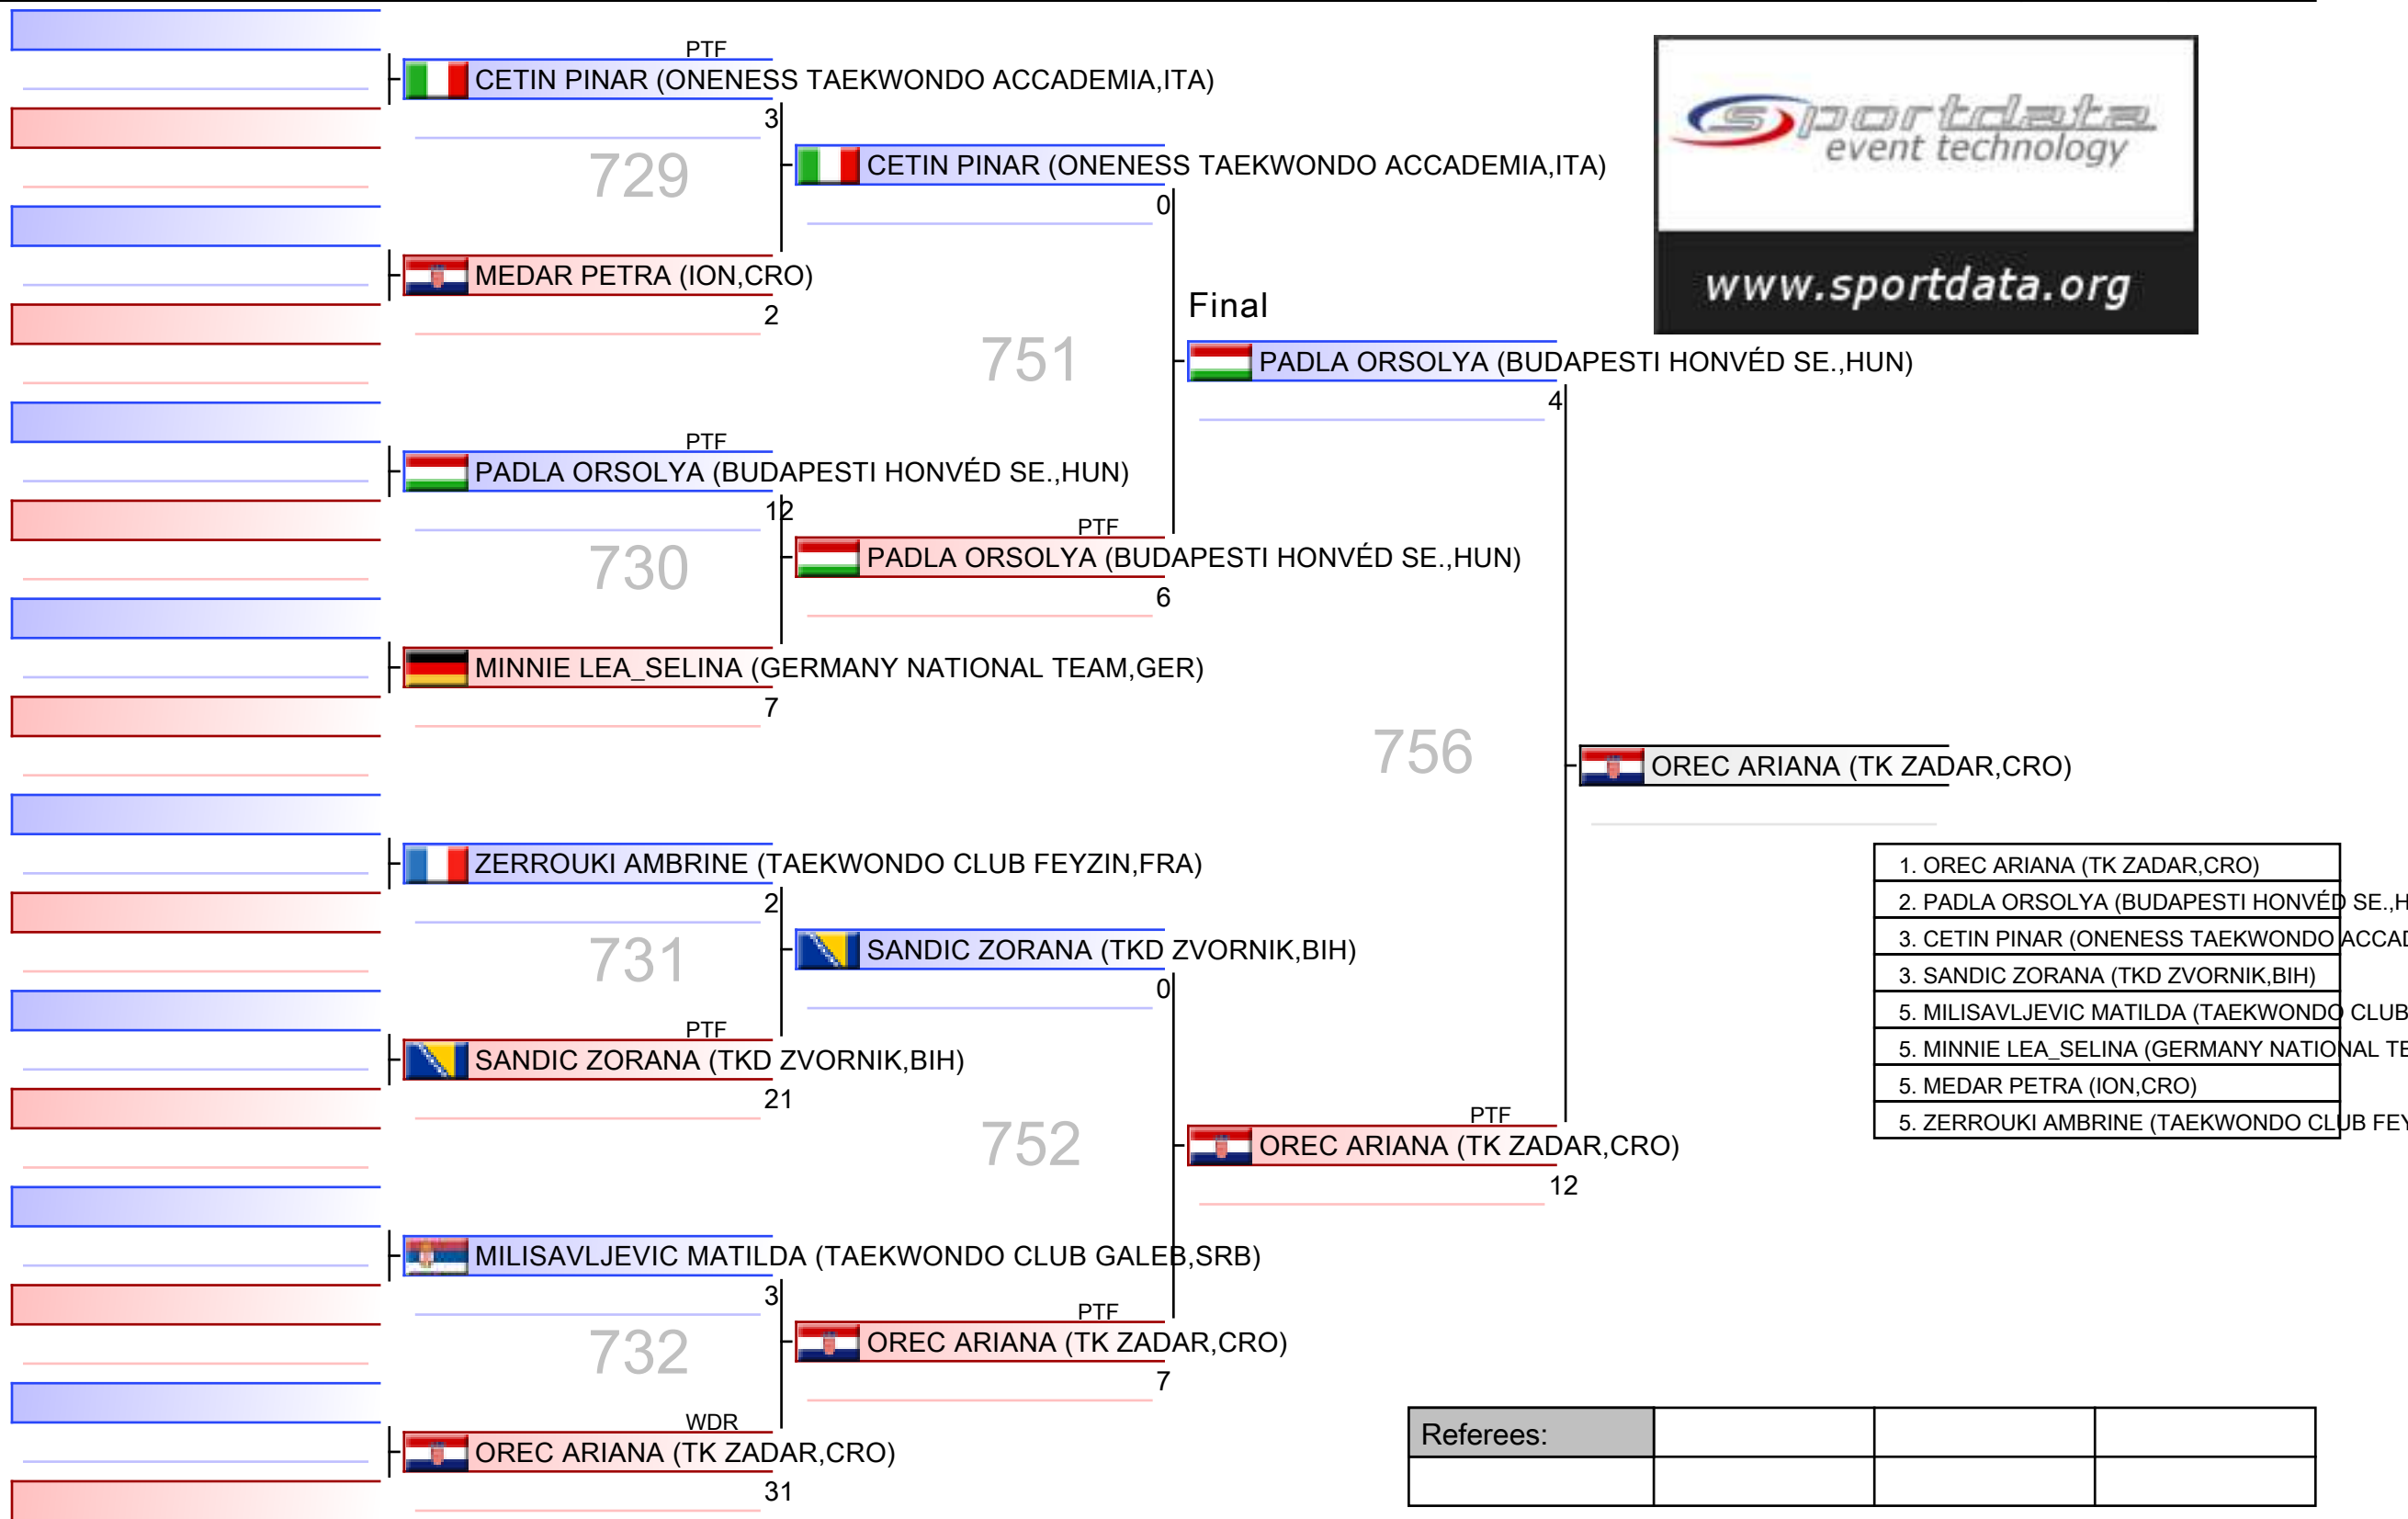 PTF
CETIN PINAR (ONENESS TAEKWONDO ACCADEMIA,ITA)
3
729
MEDAR PETRA (ION,CRO)
2
PTF
PADLA ORSOLYA (BUDAPESTI HONVÉD SE.,HUN)
12
730
MINNIE LEA_SELINA (GERMANY NATIONAL TEAM,GER)
7
ZERROUKI AMBRINE (TAEKWONDO CLUB FEYZIN,FRA)
2
731
PTF
SANDIC ZORANA (TKD ZVORNIK,BIH)
21
MILISAVLJEVIC MATILDA (TAEKWONDO CLUB GALEB,SRB)
3
732
WDR
OREC ARIANA (TK ZADAR,CRO)
31
CETIN PINAR (ONENESS TAEKWONDO ACCADEMIA,ITA)
0
751
PTF
PADLA ORSOLYA (BUDAPESTI HONVÉD SE.,HUN)
6
SANDIC ZORANA (TKD ZVORNIK,BIH)
0
752
PTF
OREC ARIANA (TK ZADAR,CRO)
7
Final
PADLA ORSOLYA (BUDAPESTI HONVÉD SE.,HUN)
4
756
PTF
OREC ARIANA (TK ZADAR,CRO)
12
OREC ARIANA (TK ZADAR,CRO)
sportdata
event technology
www.sportdata.org
1. OREC ARIANA (TK ZADAR,CRO)
2. PADLA ORSOLYA (BUDAPESTI HONVÉD SE.,H
3. CETIN PINAR (ONENESS TAEKWONDO ACCAD
3. SANDIC ZORANA (TKD ZVORNIK,BIH)
5. MILISAVLJEVIC MATILDA (TAEKWONDO CLUB
5. MINNIE LEA_SELINA (GERMANY NATIONAL TE
5. MEDAR PETRA (ION,CRO)
5. ZERROUKI AMBRINE (TAEKWONDO CLUB FEY
Referees: